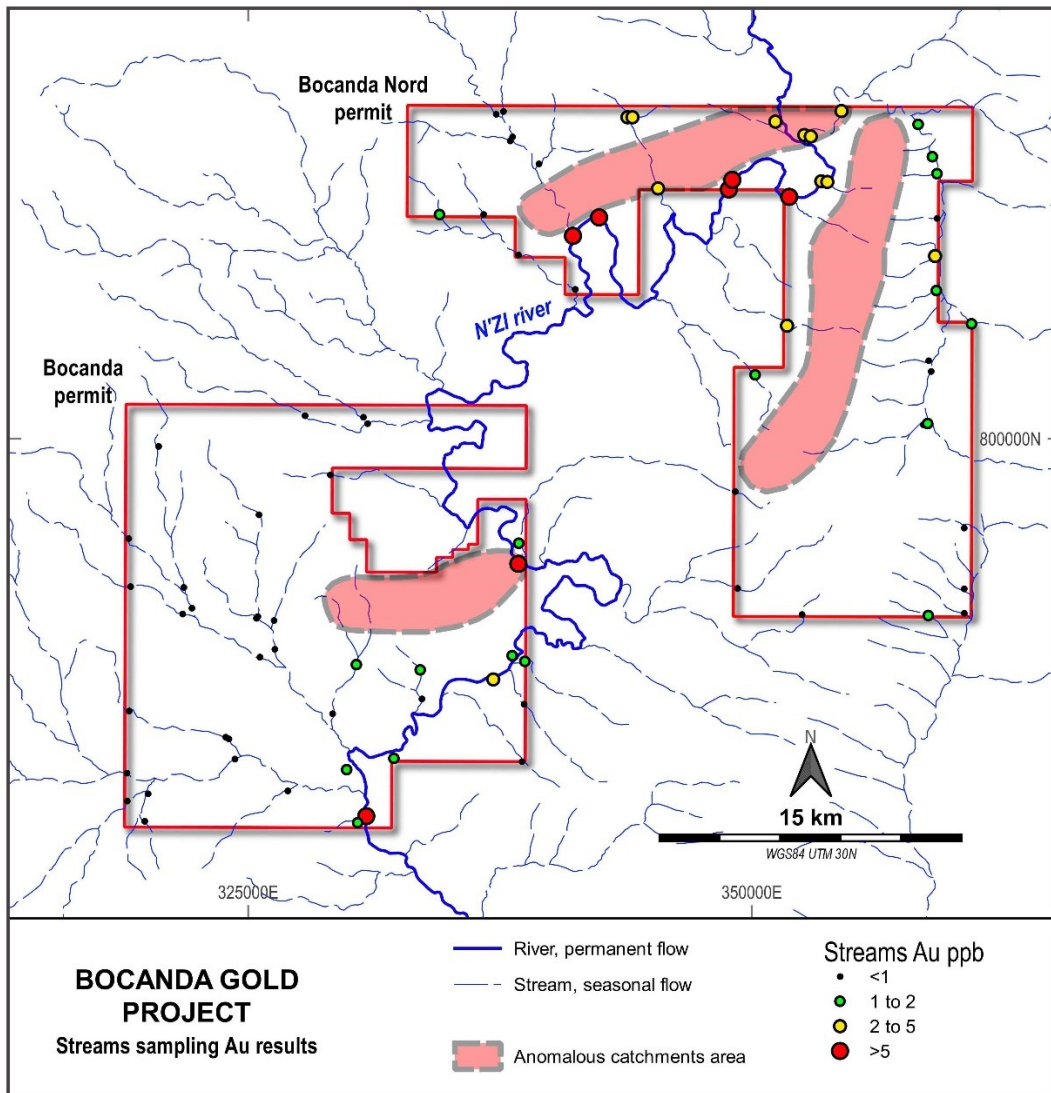 Bocanda Nord
permit
N'ZI river
Bocanda
permit
800000N
N
15 km
WGS84 UTM 30N
325000E
350000E
BOCANDA GOLD
PROJECT
Streams sampling Au results
River, permanent flow
Stream, seasonal flow
Anomalous catchments area
Streams Au ppb
<1
1 to 2
2 to 5
>5